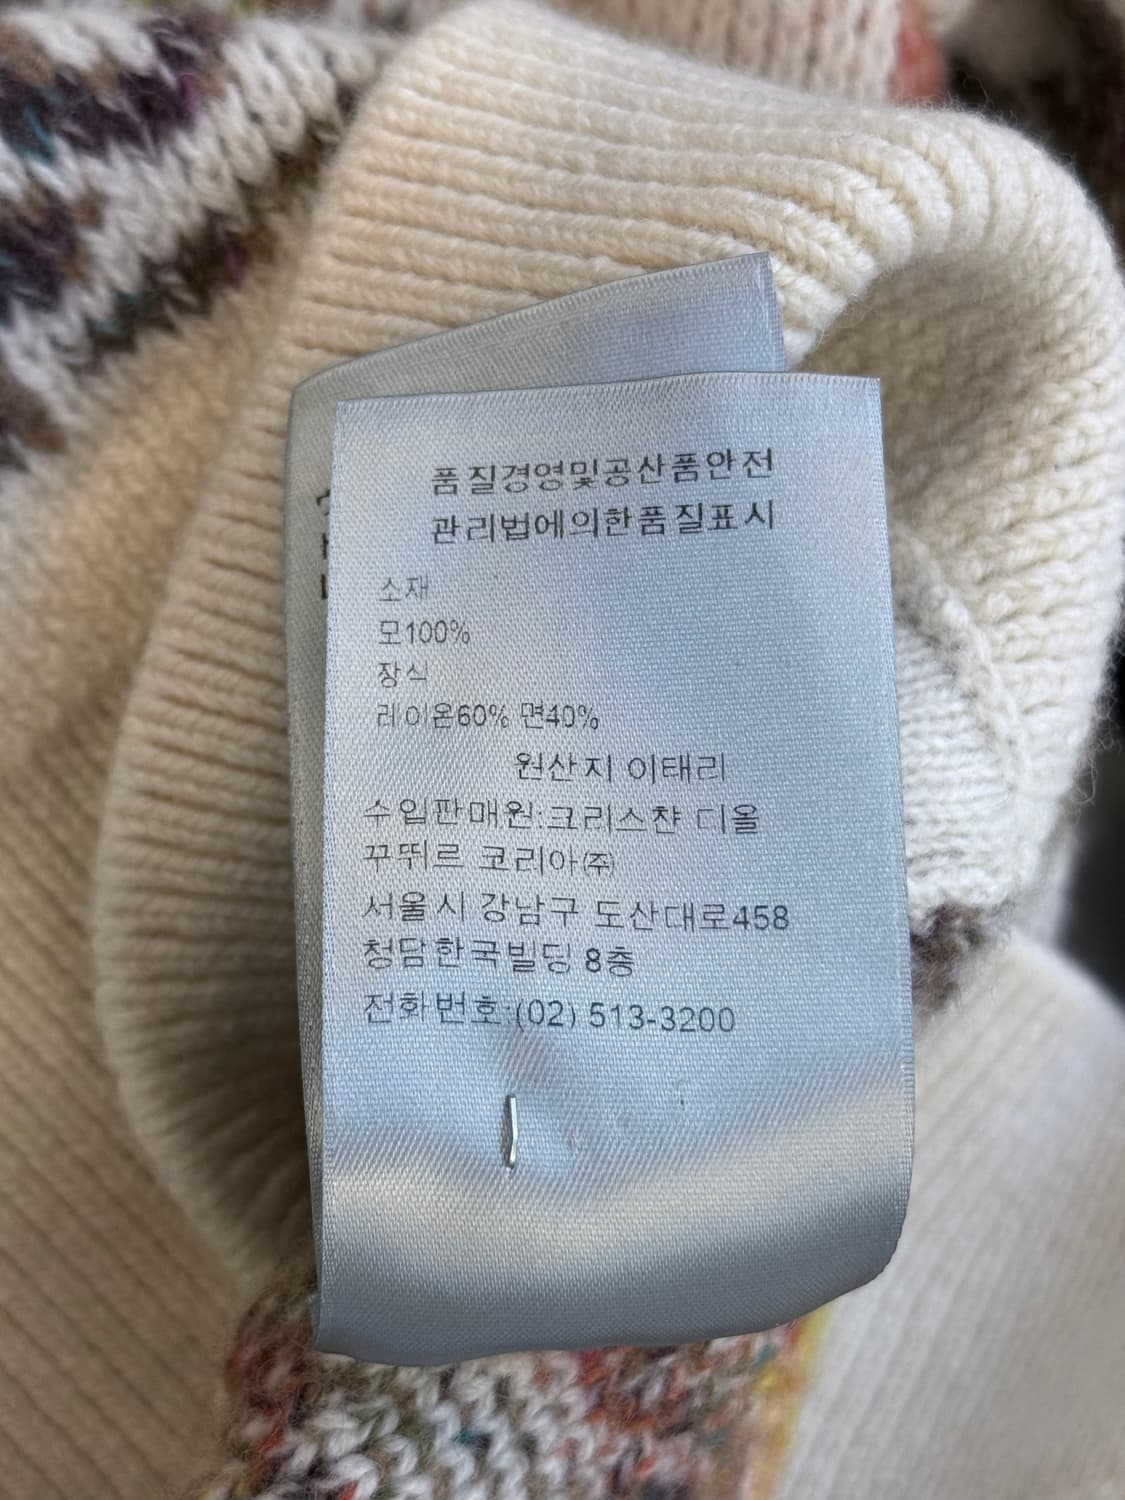 품질경영및공산품안전
관리법에의한품질표시
소재
모100%
장식
레이온60% 면40%
원산지 이태리
수입판매원:크리스챤 디올
꾸뛰르 코리아(주)
서울시 강남구 도산대로458
청담한국빌딩 8층
전화번호:(02) 513-3200